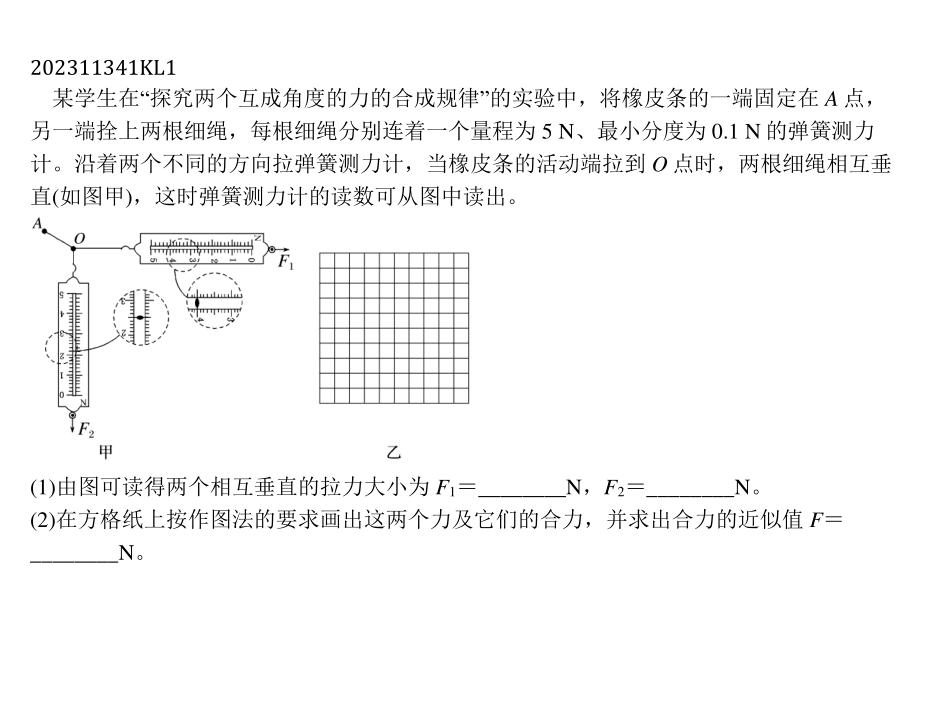 202311341KL1
某学生在“探究两个互成角度的力的合成规律”的实验中，将橡皮条的一端固定在 A 点，
另一端拴上两根细绳，每根细绳分别连着一个量程为 5 N、最小分度为 0.1 N 的弹簧测力
计。沿着两个不同的方向拉弹簧测力计，当橡皮条的活动端拉到 O 点时，两根细绳相互垂
直(如图甲)，这时弹簧测力计的读数可从图中读出。
A
O
5 4 3 2 1 0
N
F1
4 3
5
4
3
2
1
0
N
3
2
F2
甲
乙
(1)由图可读得两个相互垂直的拉力大小为 F1＝________N，F2＝________N。
(2)在方格纸上按作图法的要求画出这两个力及它们的合力，并求出合力的近似值 F＝
________N。